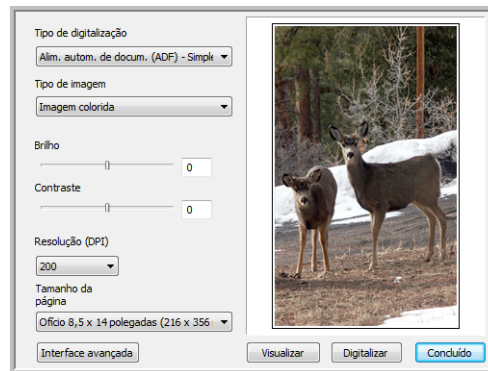 Tipo de digitalização
Alim. autom. de docum. (ADF) - Simple
Tipo de imagem
Imagem colorida
Brilho
0
Contraste
0
Resolução (DPI)
200
Tamanho da
página
Ofício 8,5 x 14 polegadas (216 x 356
Interface avançada
Visualizar
Digitalizar
Concluído